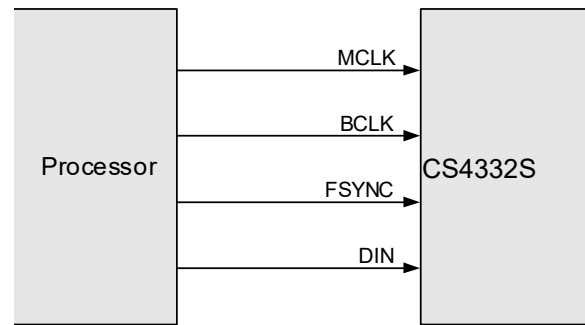 MCLK
BCLK
Processor
CS4332S
FSYNC
DIN